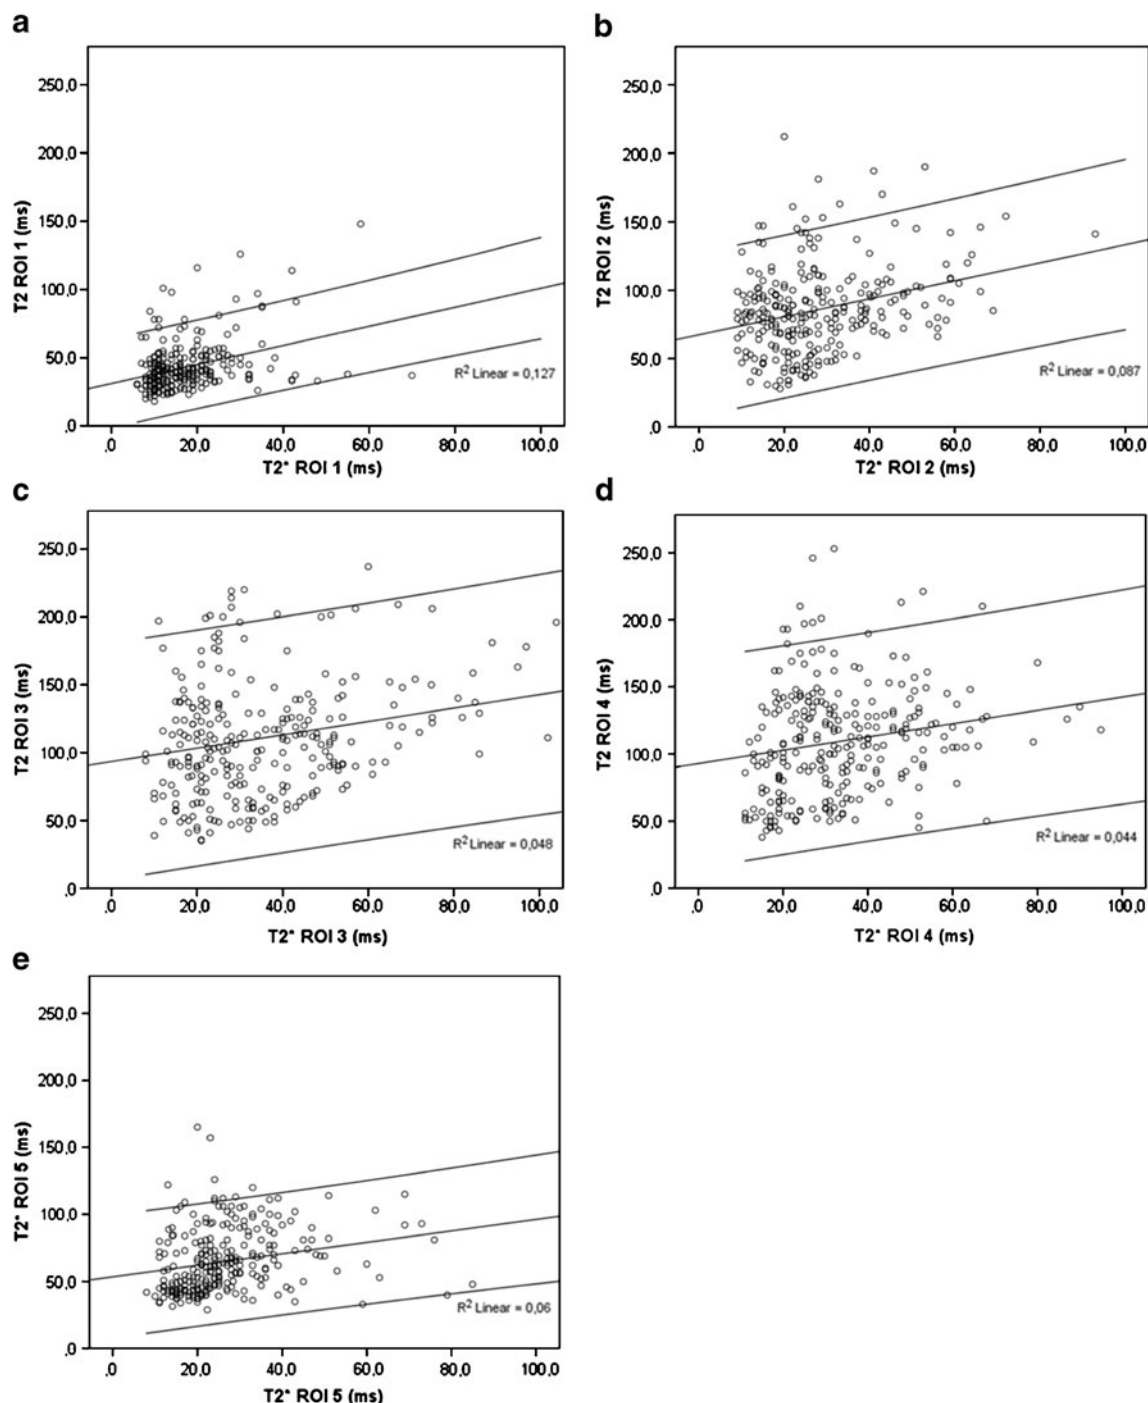 a
250,0
200,0
150,0
100,0
50,0
,0
T2 ROI 1 (ms)
R² Linear = 0,127
,0 20,0 40,0 60,0 80,0 100,0
T2* ROI 1 (ms)
b
250,0
200,0
150,0
100,0
50,0
,0
T2 ROI 2 (ms)
R² Linear = 0,087
,0 20,0 40,0 60,0 80,0 100,0
T2* ROI 2 (ms)
c
250,0
200,0
150,0
100,0
50,0
,0
T2 ROI 3 (ms)
R² Linear = 0,048
,0 20,0 40,0 60,0 80,0 100,0
T2* ROI 3 (ms)
d
250,0
200,0
150,0
100,0
50,0
,0
T2 ROI 4 (ms)
R² Linear = 0,044
,0 20,0 40,0 60,0 80,0 100,0
T2* ROI 4 (ms)
e
250,0
200,0
150,0
100,0
50,0
,0
T2* ROI 5 (ms)
R² Linear = 0,06
,0 20,0 40,0 60,0 80,0 100,0
T2* ROI 5 (ms)